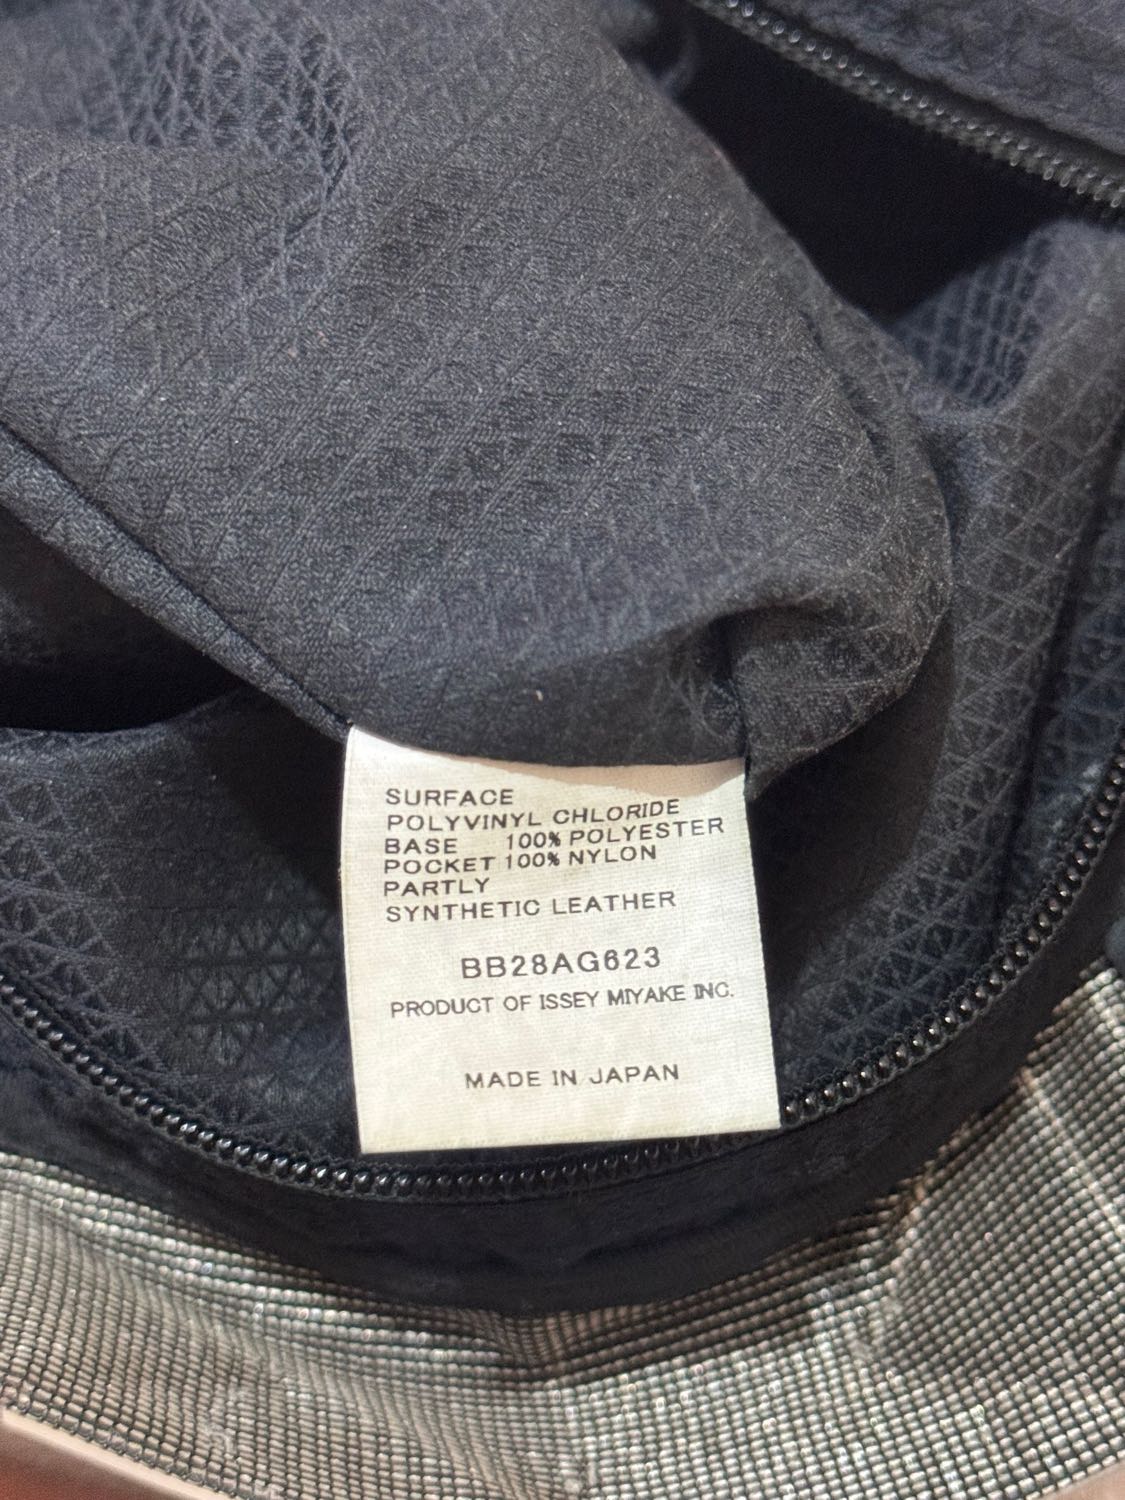 SURFACE
POLYVINYL CHLORIDE
BASE 100% POLYESTER
POCKET 100% NYLON
PARTLY
SYNTHETIC LEATHER
BB28AG623
PRODUCT OF ISSEY MIYAKE INC.
MADE IN JAPAN